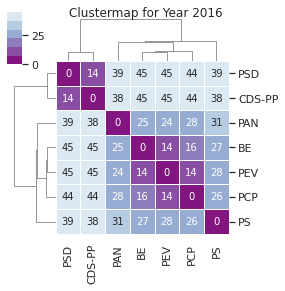 Clustermap for Year 2016
25
0
0 14 39 45 45 44 39 PSD
14 0 38 45 45 44 38 CDS-PP
39 38 0 25 24 28 31 PAN
45 45 25 0 14 16 27 BE
45 45 24 14 0 14 28 PEV
44 44 28 16 14 0 26 PCP
39 38 31 27 28 26 0 PS
PSD CDS-PP PAN BE PEV PCP PS